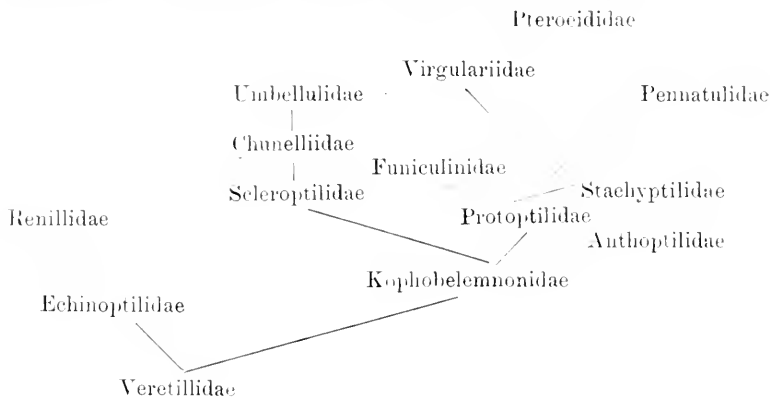 Pteroeididae
Virgulariidae
Umbellulidae
Pennatulidae
Chunelliidae
Funiculinidae
Scleroptilidae
Stachyptilidae
Renillidae
Protoptilidae
Anthoptilidae
Kophobelemnonidae
Echinoptilidae
Veretillidae